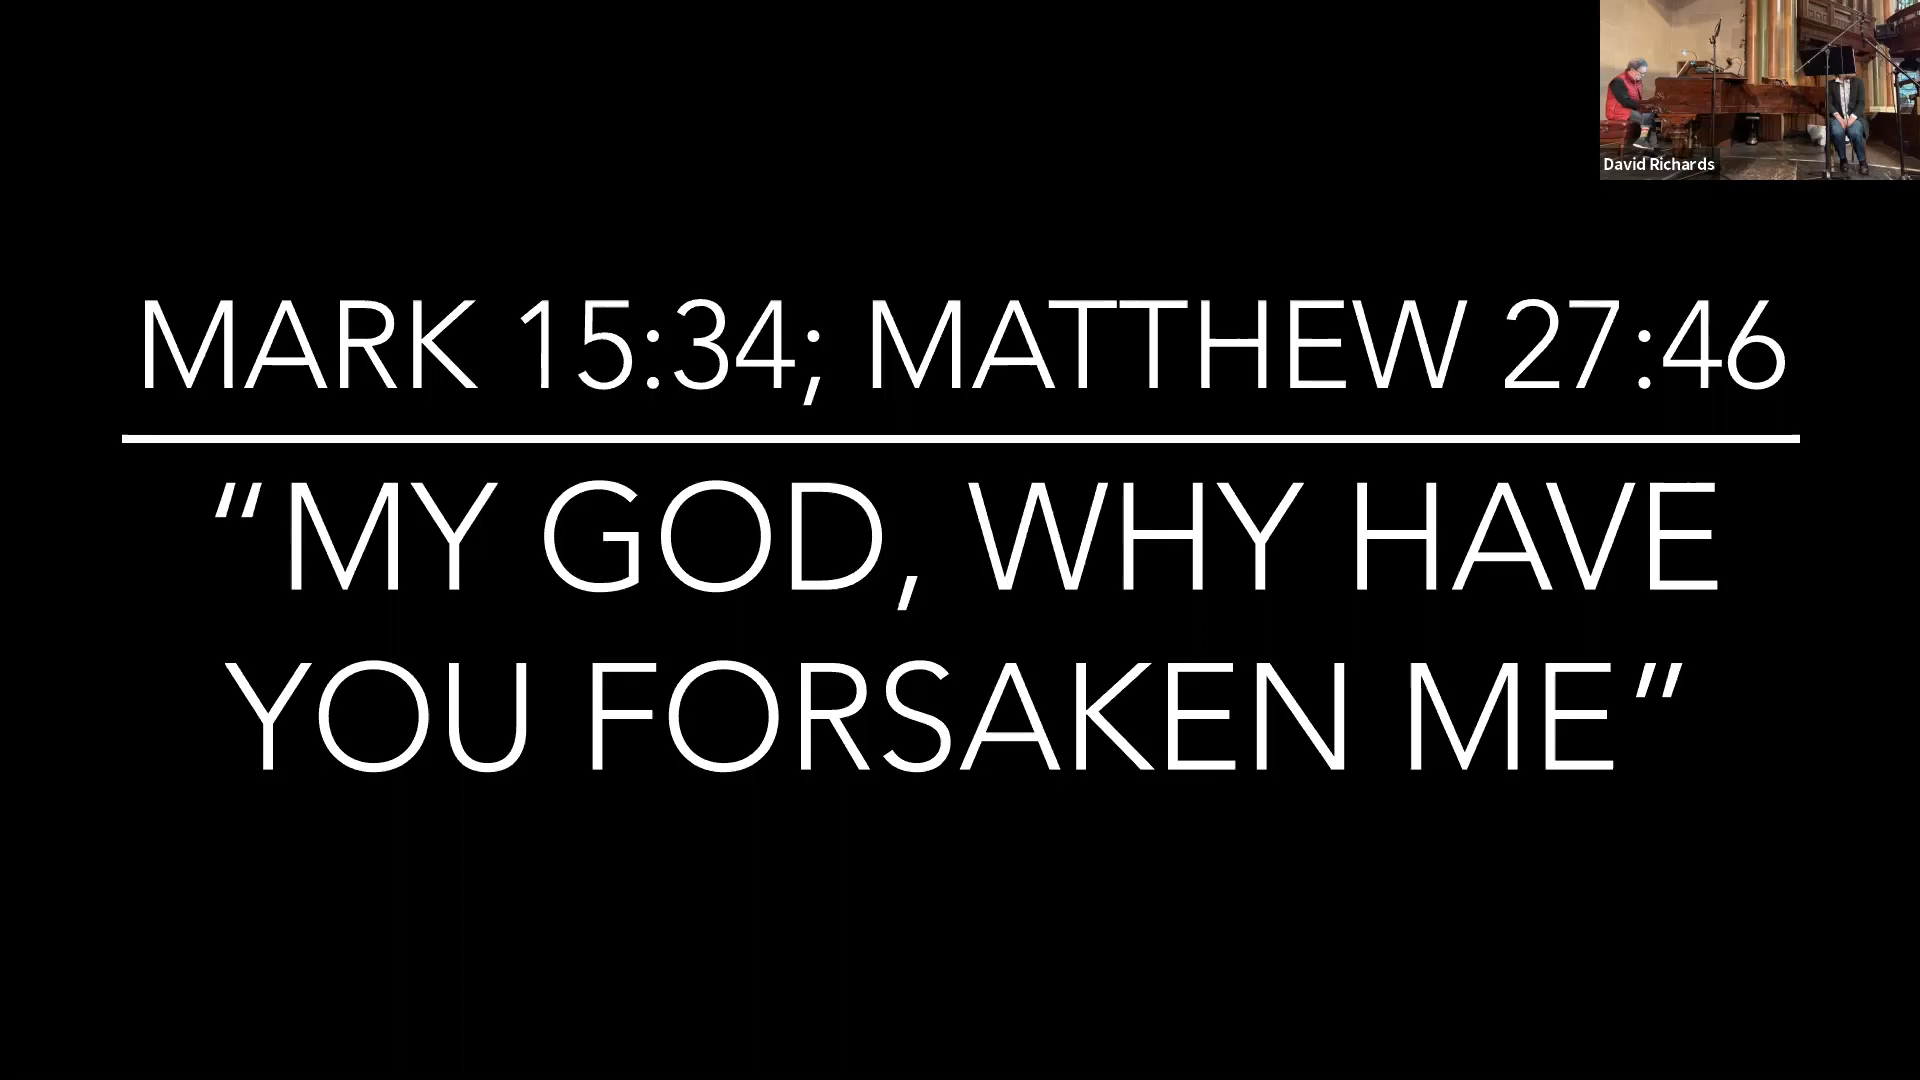 David Richards
MARK 15:34; MATTHEW 27:46
“MY GOD, WHY HAVE
YOU FORSAKEN ME”